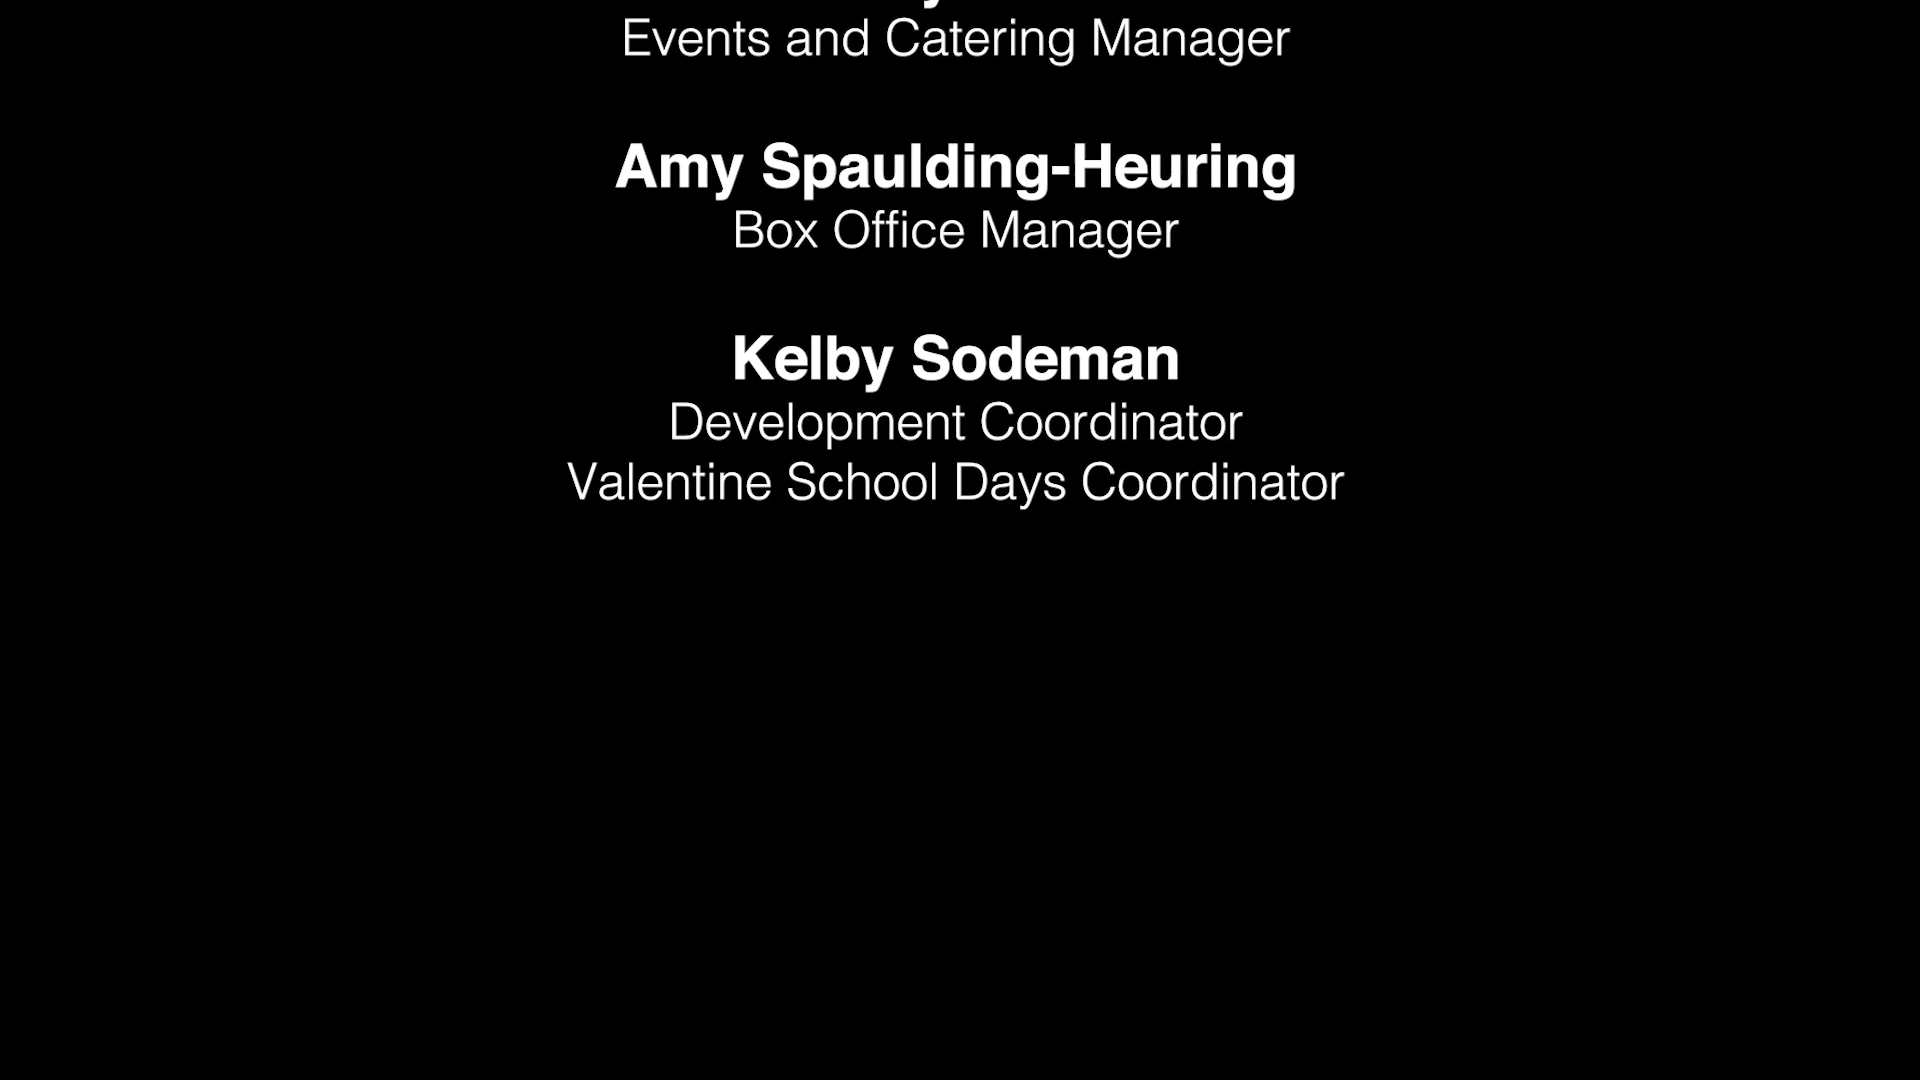 Events and Catering Manager
Amy Spaulding-Heuring
Box Office Manager
Kelby Sodeman
Development Coordinator
Valentine School Days Coordinator